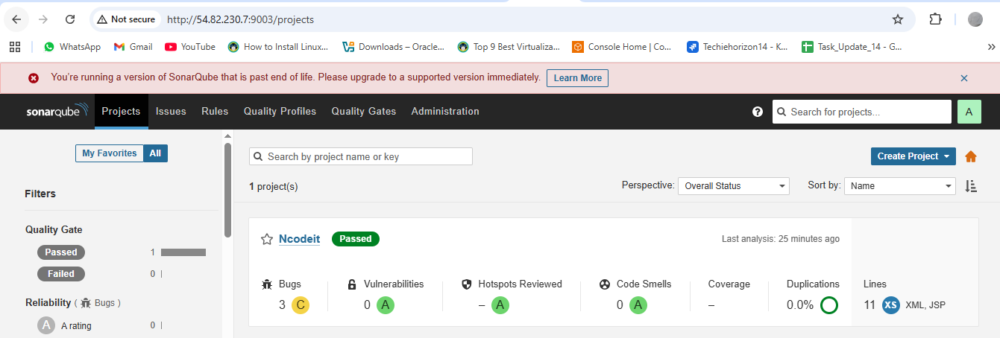 Not secure http://54.82.230.7:9003/projects
WhatsApp Gmail YouTube How to Install Linux... Downloads – Oracle... Top 9 Best Virtualiza... Console Home | Co... Techiehorizon14 - K... Task_Update_14 - G...
You're running a version of SonarQube that is past end of life. Please upgrade to a supported version immediately. Learn More
sonarqube Projects Issues Rules Quality Profiles Quality Gates Administration Search for projects... A
My Favorites All
Search by project name or key Create Project
1 project(s) Perspective: Overall Status Sort by: Name
Filters
Quality Gate
Passed 1
Failed 0
Reliability ( Bugs )
A A rating 0
Ncodeit Passed Last analysis: 25 minutes ago
Bugs Vulnerabilities Hotspots Reviewed Code Smells Coverage Duplications Lines
3 C 0 A – A 0 A – 0.0% 11 XS XML, JSP